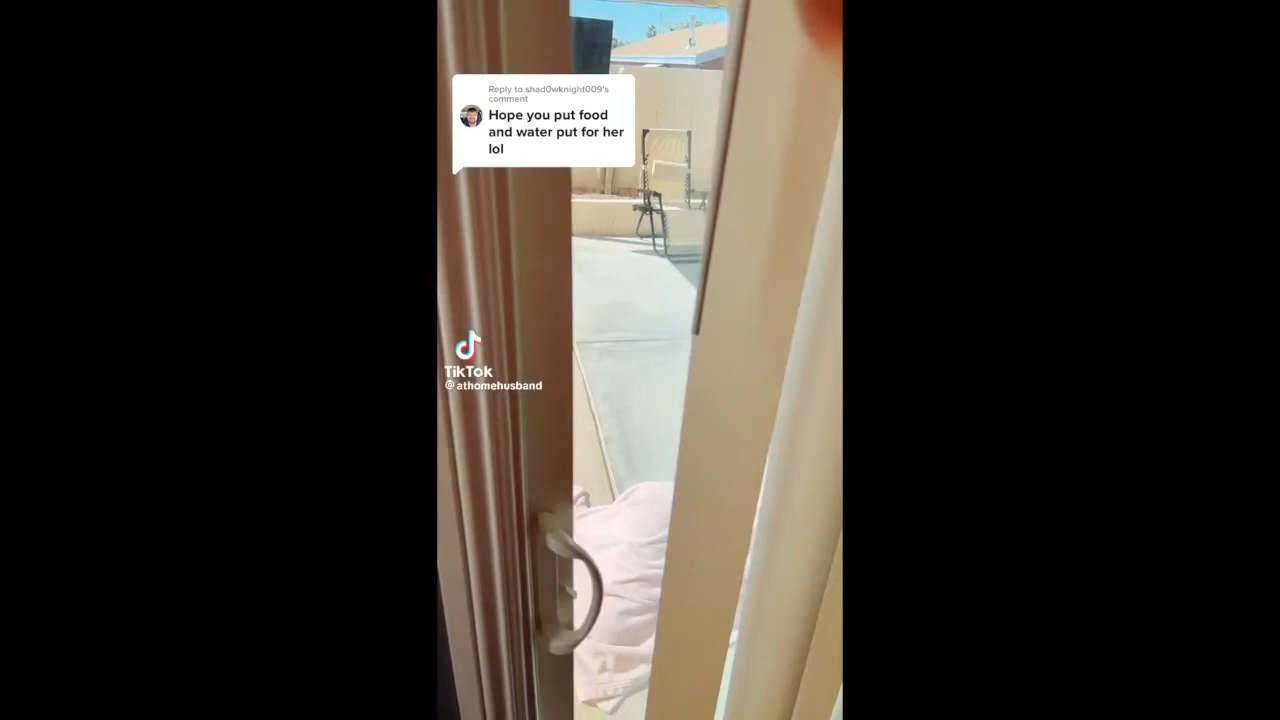 Reply to shad0wknight009's
comment
Hope you put food
and water put for her
lol
TikTok
@athomehusband